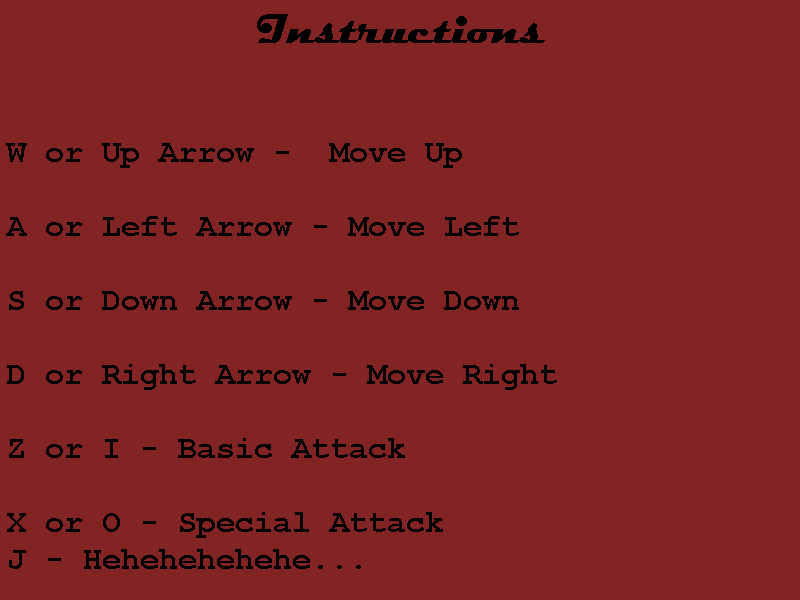 Instructions
W or Up Arrow -  Move Up
A or Left Arrow - Move Left
S or Down Arrow - Move Down
D or Right Arrow - Move Right
Z or I - Basic Attack
X or O - Special Attack
J - Hehehehehehe...